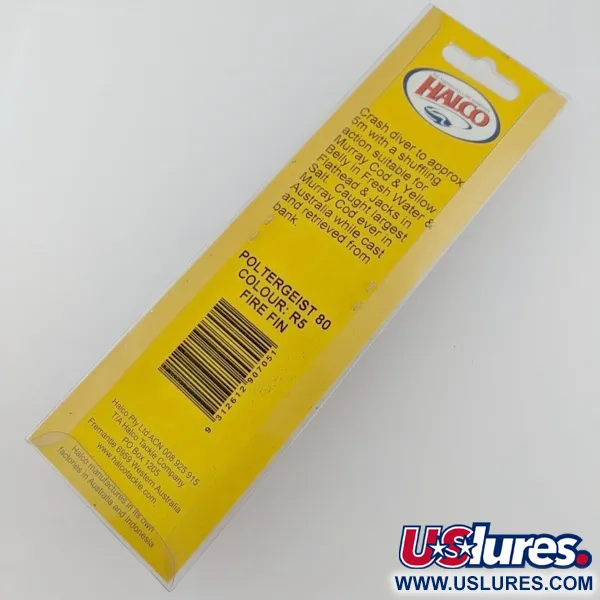 HALCO
Crash diver to approx
5m with a shuffling
action suitable for
Murray Cod & Yellow
Belly in Fresh Water &
Flathead & Jacks in
Salt. Caught largest
Murray Cod ever in
Australia while cast
and retrieved from
bank.
POLTERGEIST 80
COLOUR: R5
FIRE FIN
9 312612 907051
Halco Pty Ltd ACN 008 925 915
T/A Halco Tackle Company
PO Box 1205
Fremantle 6959 Western Australia
www.halcotackle.com
Halco manufactures in its own
factories in Australia and Indonesia
USlures.
WWW.USLURES.COM